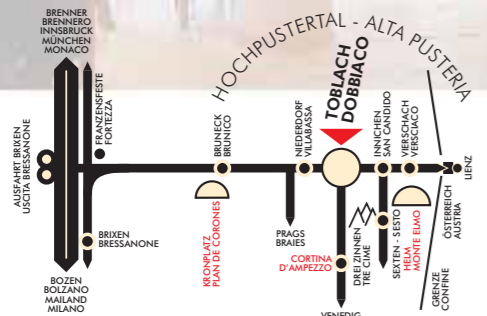 BRENNER
BRENNERO
INNSBRUCK
MÜNCHEN
MONACO
HOCHPUSTERTAL - ALTA PUSTERIA
AUSFAHRT BRIXEN
USCITA BRESSANONE
FRANZENSFESTE
FORTEZZA
BRUNECK
BRUNICO
NIEDERDORF
VILLABASSA
TOBLACH
DOBBIACO
INNICHEN
SAN CANDIDO
VIERSCHACH
VERSCIACO
LIENZ
ÖSTERREICH
AUSTRIA
BRIXEN
BRESSANONE
KRONPLATZ
PLAN DE CORONES
PRAGS
BRAIES
CORTINA
D'AMPEZZO
DREI ZINNEN
TRE CIME
SEXTEN - SESTO
HELM
MONTE ELMO
GRENZE
CONFINE
BOZEN
BOLZANO
MAILAND
MILANO
VENEDIG